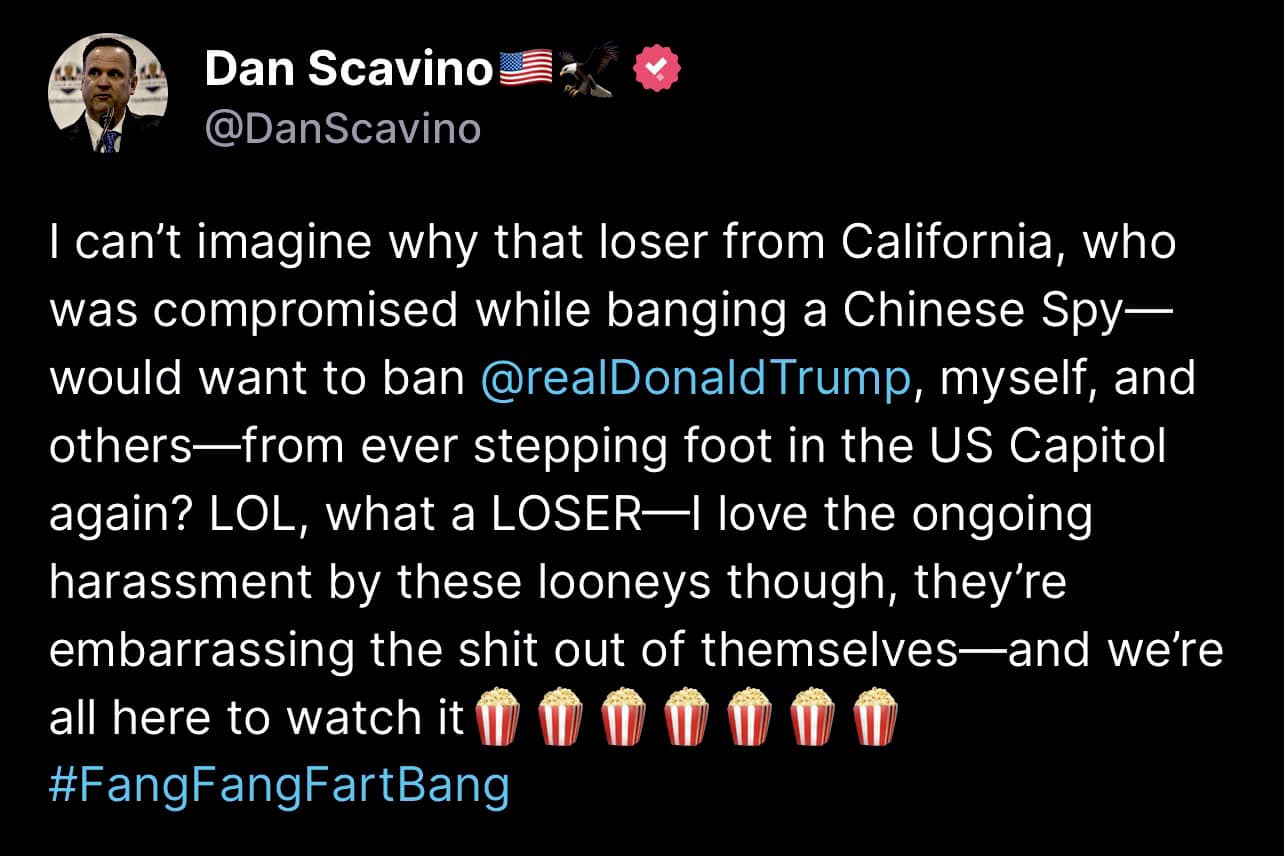 Dan Scavino🇺🇸🦅
@DanScavino
I can’t imagine why that loser from California, who
was compromised while banging a Chinese Spy—
would want to ban @realDonaldTrump, myself, and
others—from ever stepping foot in the US Capitol
again? LOL, what a LOSER—I love the ongoing
harassment by these looneys though, they’re
embarrassing the shit out of themselves—and we’re
all here to watch it🍿🍿🍿🍿🍿🍿🍿
#FangFangFartBang